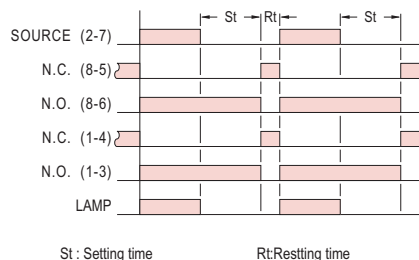 St Rt St
SOURCE (2-7)
N.C. (8-5)
N.O. (8-6)
N.C. (1-4)
N.O. (1-3)
LAMP
St : Setting time Rt:Restting time